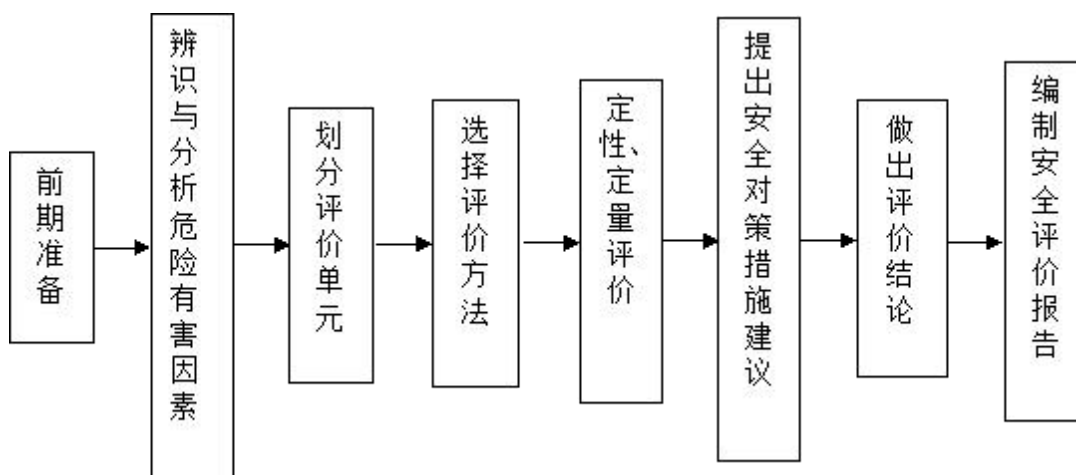 前期准备
辨识与分析危险有害因素
划分评价单元
选择评价方法
定性、定量评价
提出安全对策措施建议
做出评价结论
编制安全评价报告